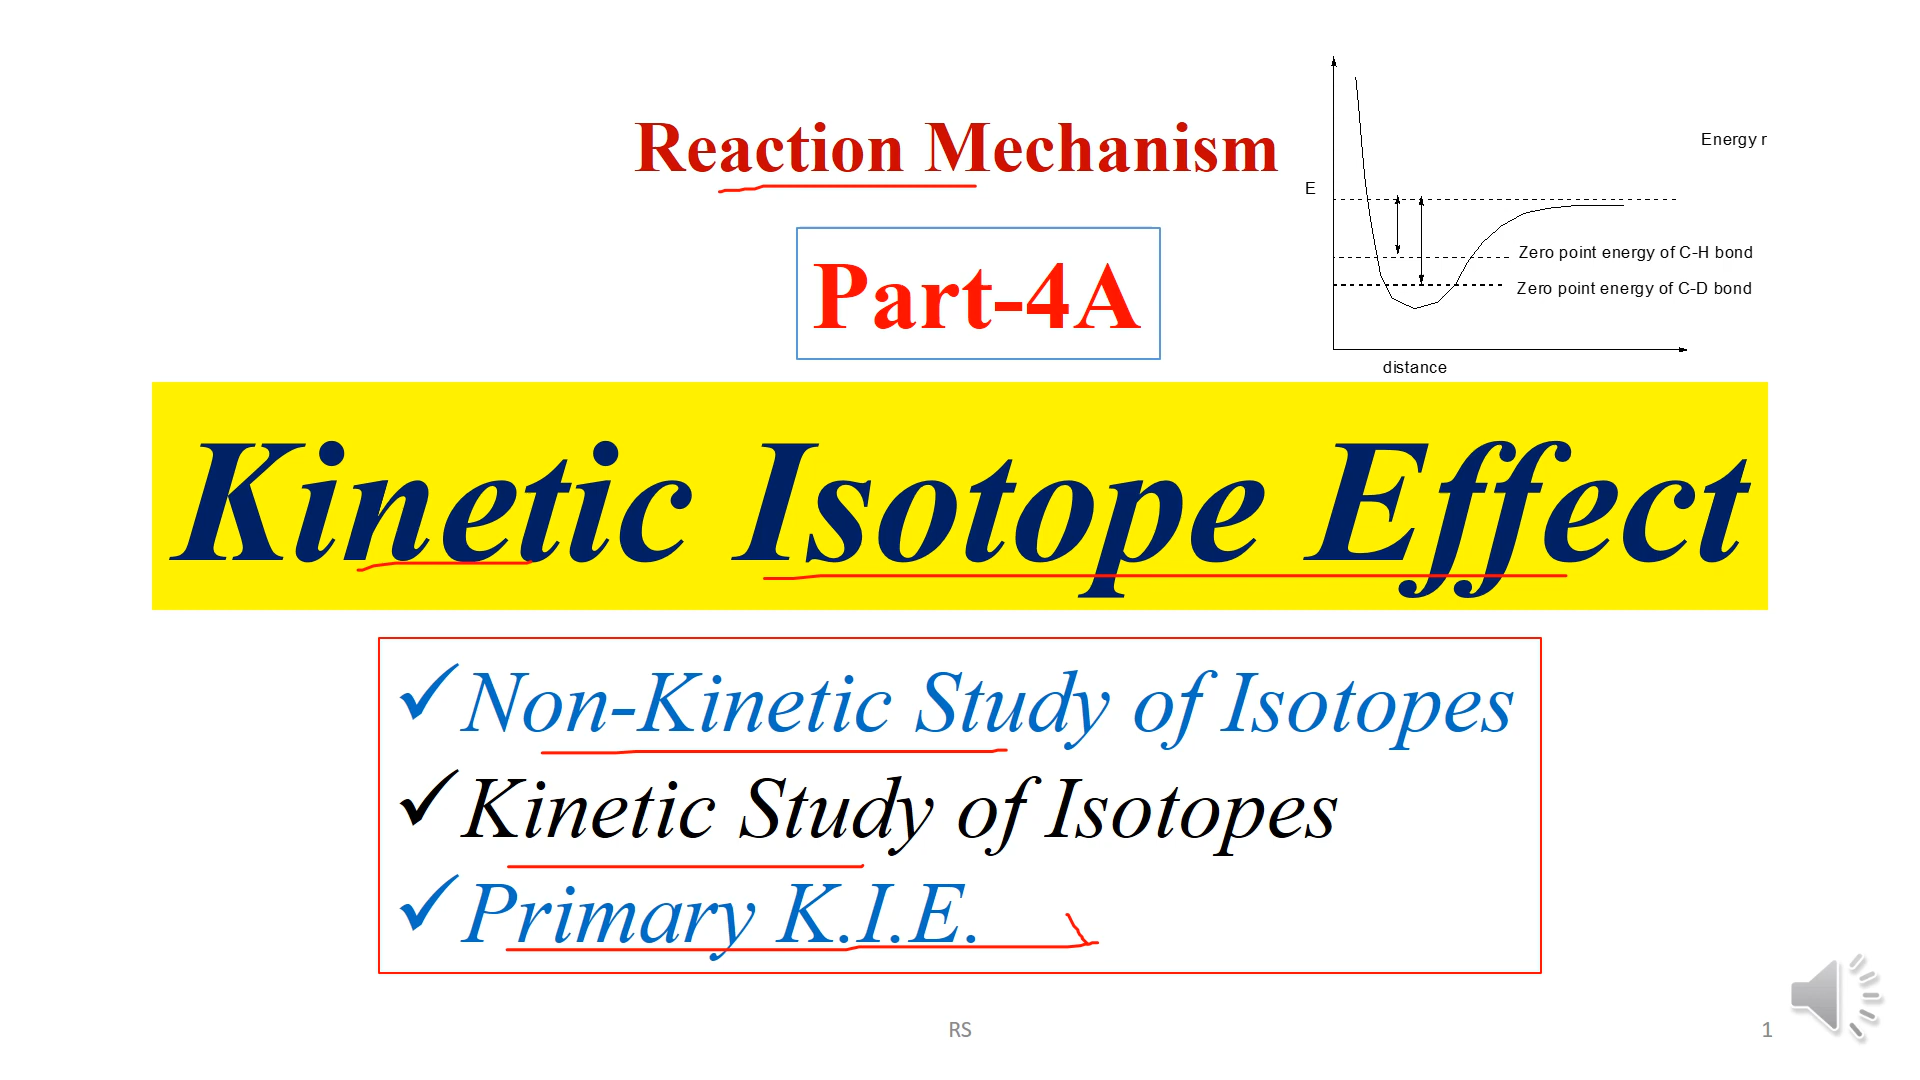 Reaction Mechanism
Part-4A
Energy r
E
Zero point energy of C-H bond
Zero point energy of C-D bond
distance
Kinetic Isotope Effect
✓Non-Kinetic Study of Isotopes
✓Kinetic Study of Isotopes
✓Primary K.I.E.
RS
1